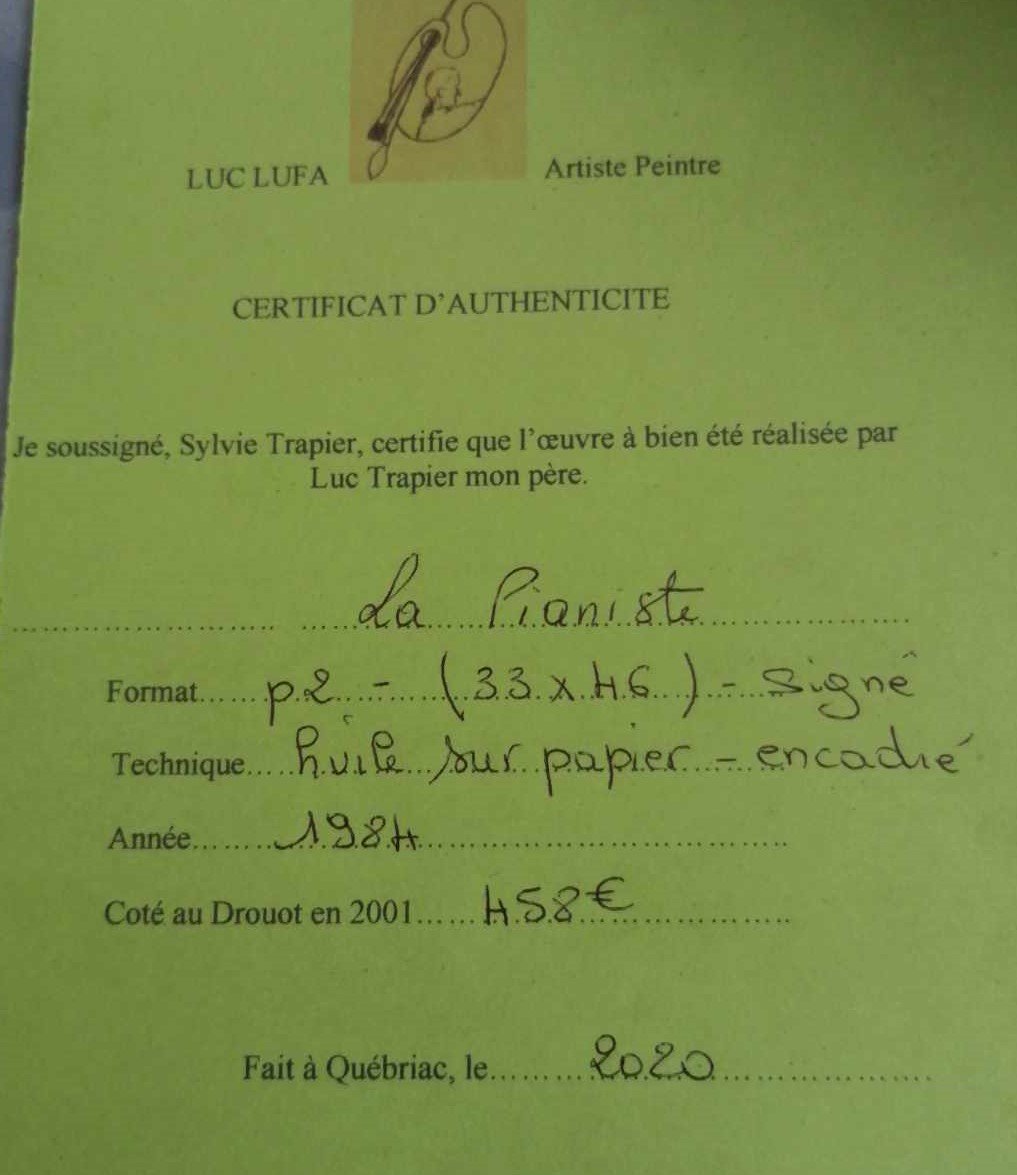 LUC LUFA Artiste Peintre
CERTIFICAT D'AUTHENTICITE
Je soussigné, Sylvie Trapier, certifie que l'œuvre à bien été réalisée par
Luc Trapier mon père.
La Pianiste
Format...... p2 - (33 x 46) - signé
Technique..... huile sur papier - encadré
Année........ 1984
Coté au Drouot en 2001...... 458€
Fait à Québriac, le......... 2020